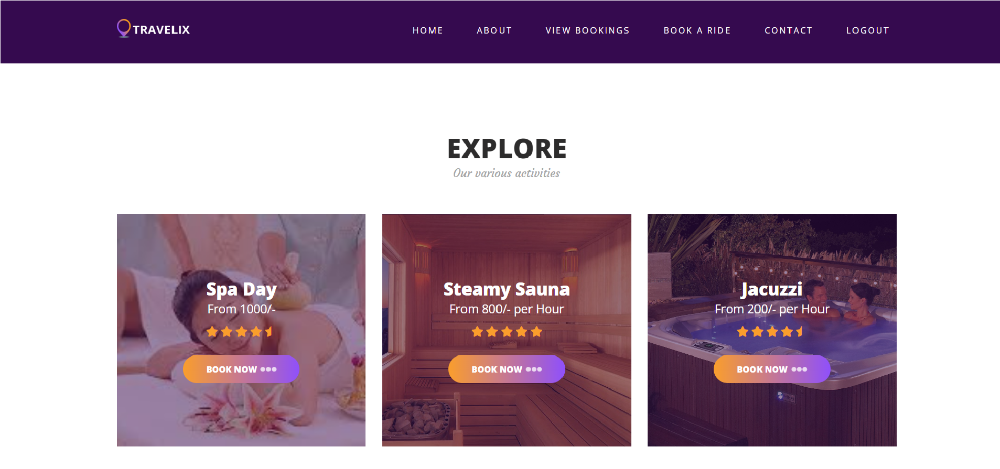 TRAVELIX
HOME ABOUT VIEW BOOKINGS BOOK A RIDE CONTACT LOGOUT
EXPLORE
Our various activities
Spa Day
From 1000/-
BOOK NOW
Steamy Sauna
From 800/- per Hour
BOOK NOW
Jacuzzi
From 200/- per Hour
BOOK NOW